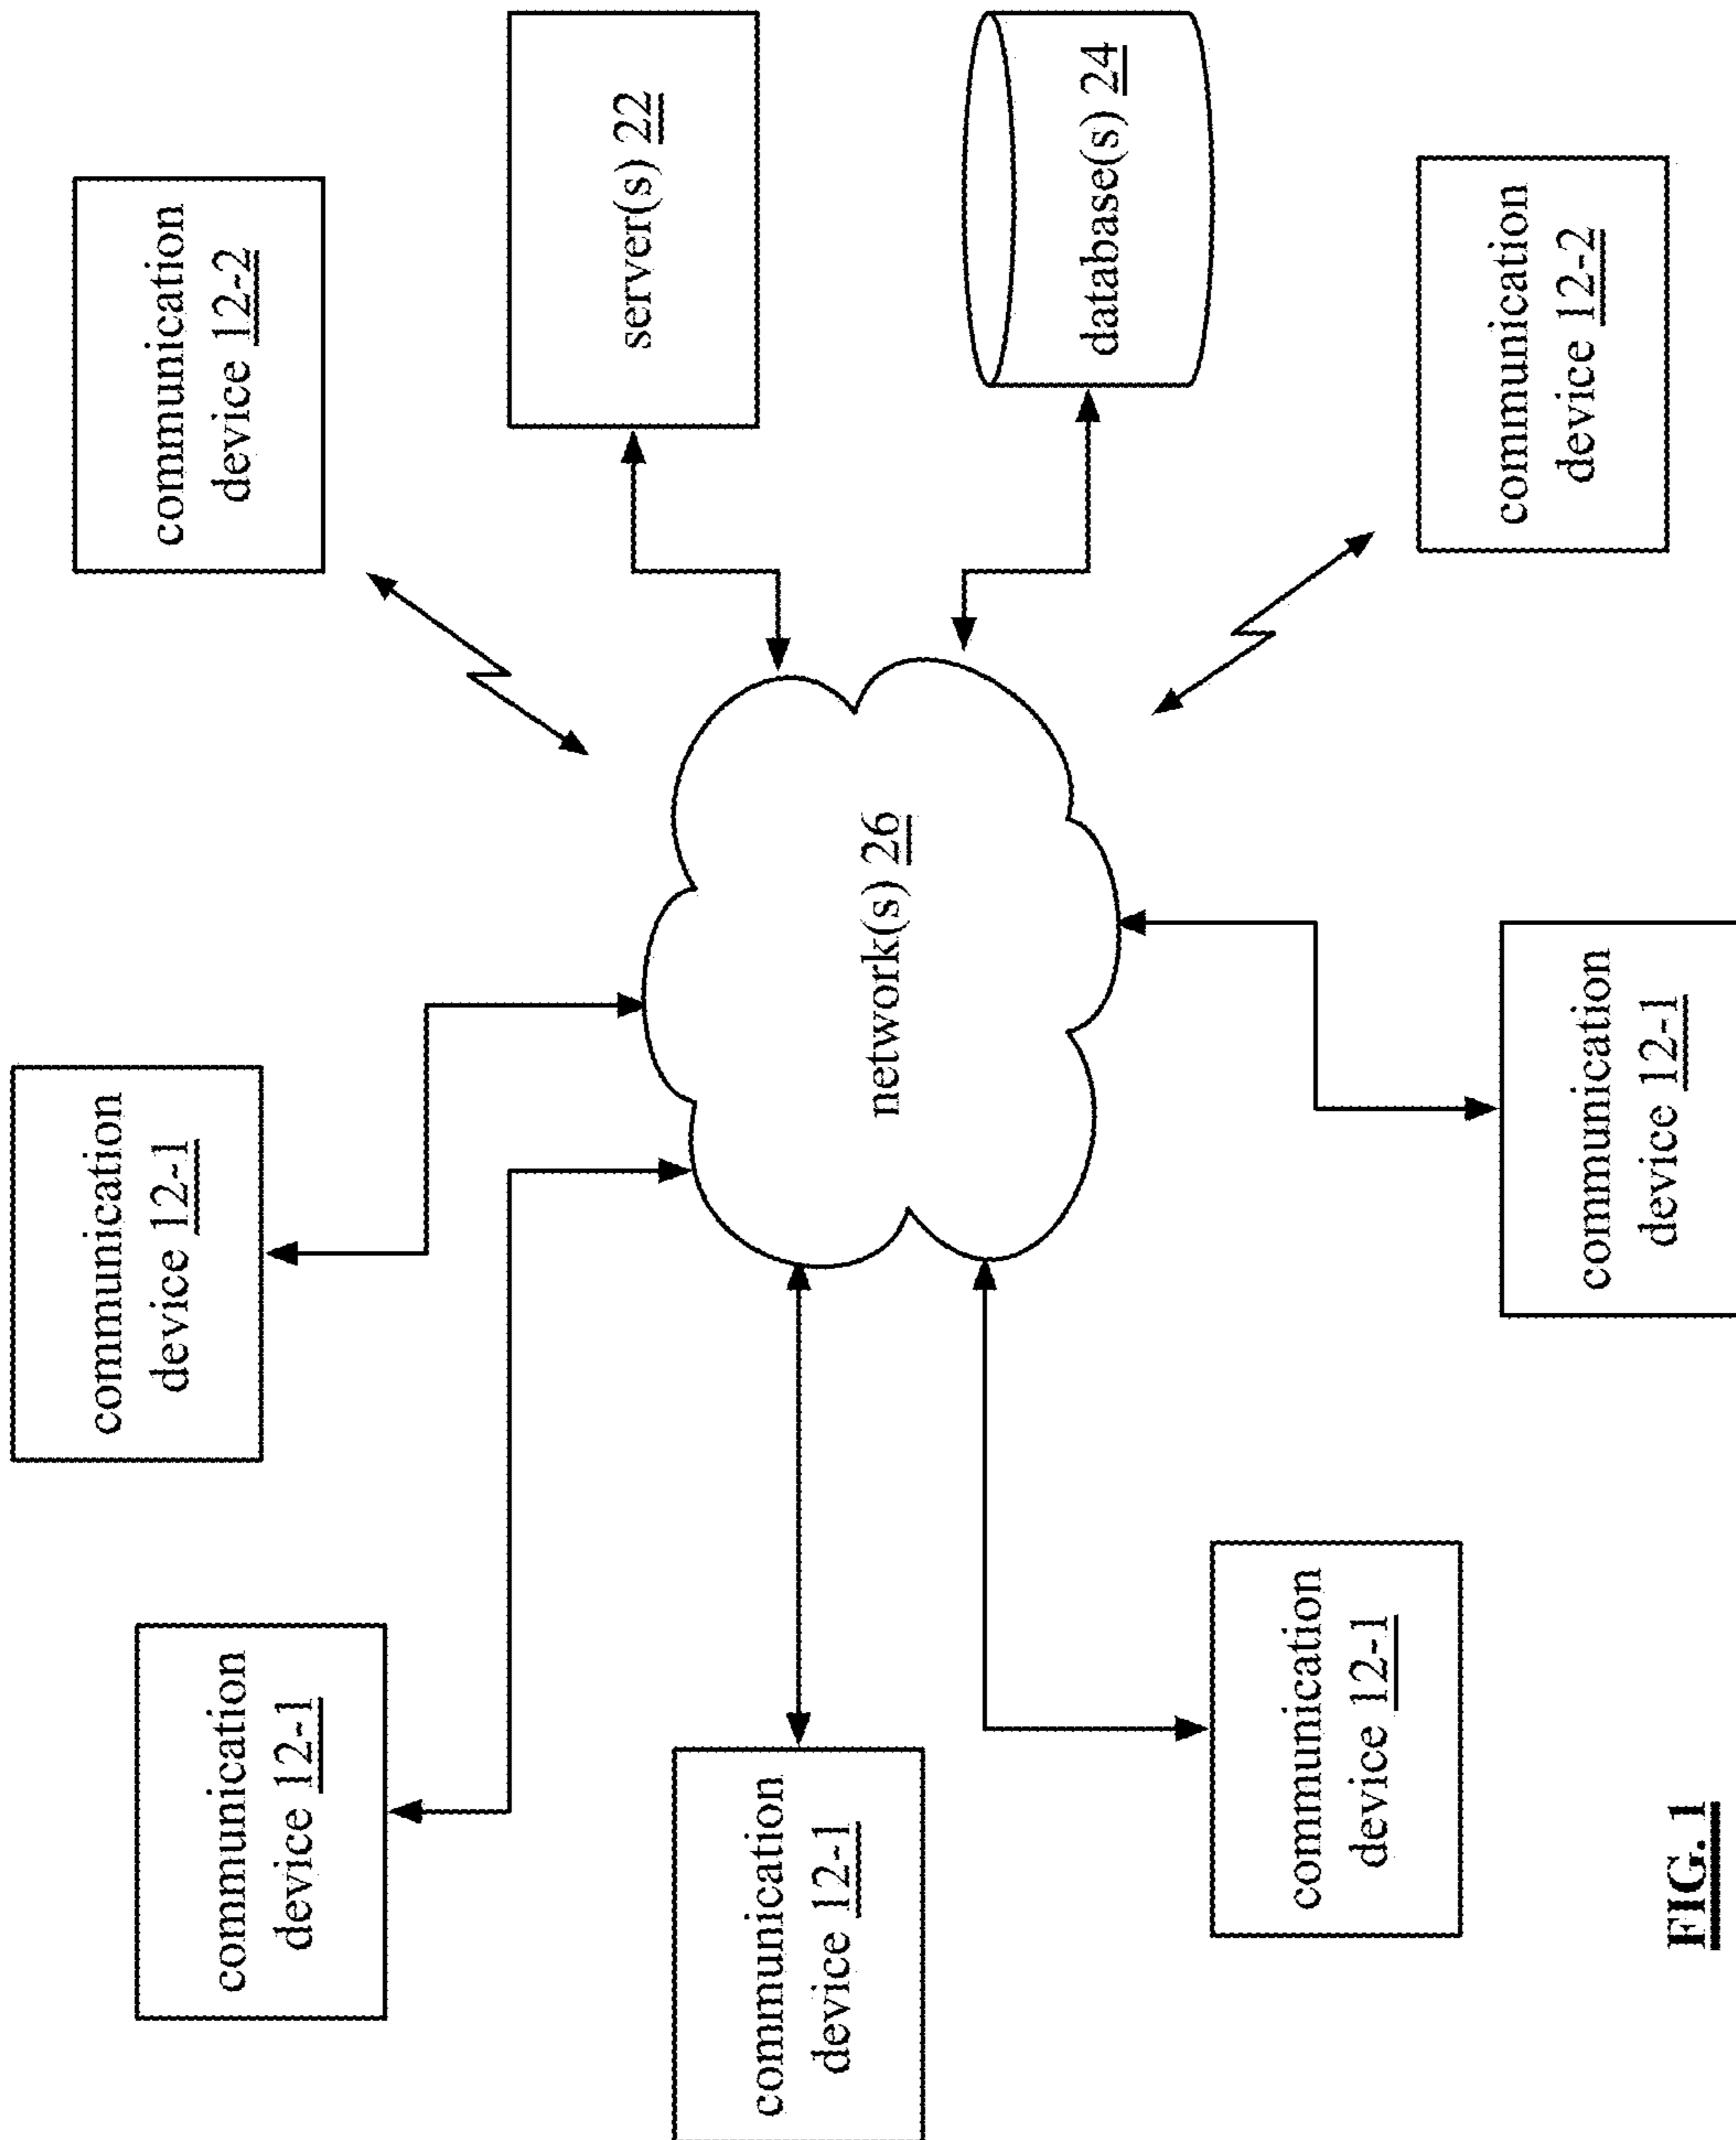 communication
device 12-1
communication
device 12-2
communication
device 12-1
server(s) 22
communication
device 12-1
network(s) 26
database(s) 24
communication
device 12-1
communication
device 12-2
communication
device 12-1
FIG. 1